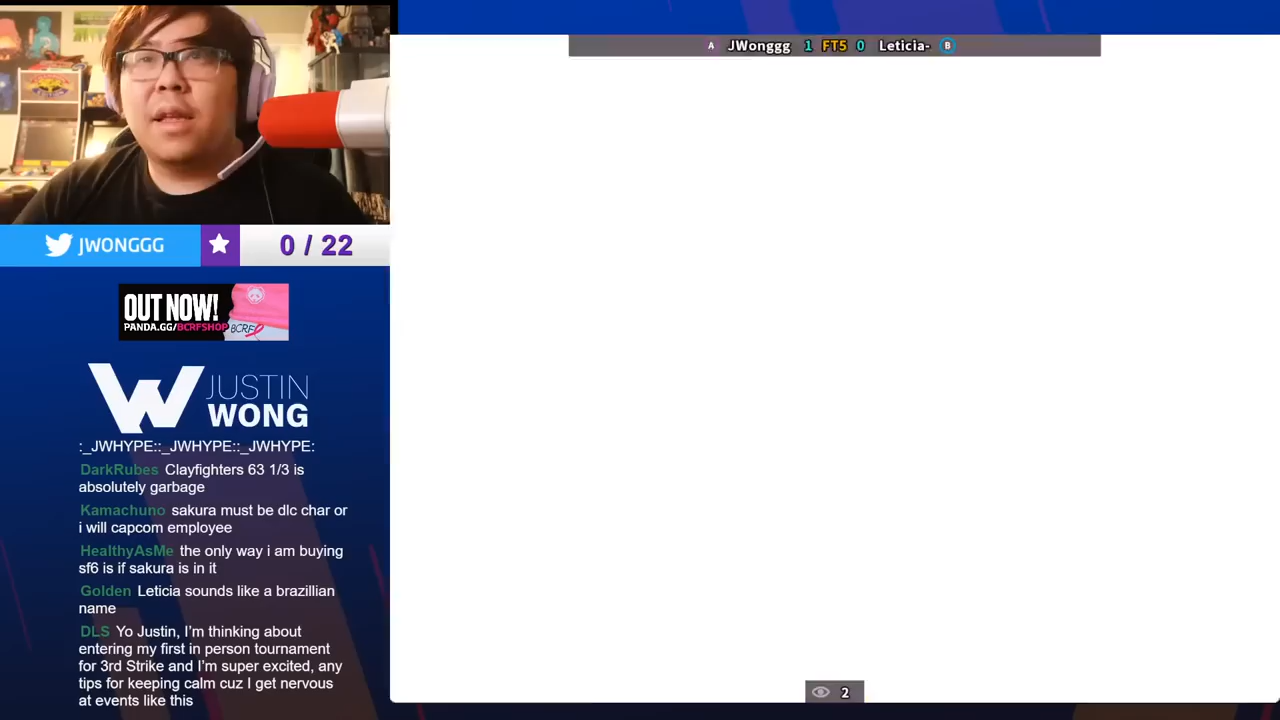 A JWonggg 1 FT5 0 Leticia- B
JWONGGG
0 / 22
OUT NOW!
PANDA.GG/BCRFSHOP
BCRF
JUSTIN
WONG
:_JWHYPE::_JWHYPE::_JWHYPE:
DarkRubes Clayfighters 63 1/3 is
absolutely garbage
Kamachuno sakura must be dlc char or
i will capcom employee
HealthyAsMe the only way i am buying
sf6 is if sakura is in it
Golden Leticia sounds like a brazillian
name
DLS Yo Justin, I'm thinking about
entering my first in person tournament
for 3rd Strike and I'm super excited, any
tips for keeping calm cuz I get nervous
at events like this
2